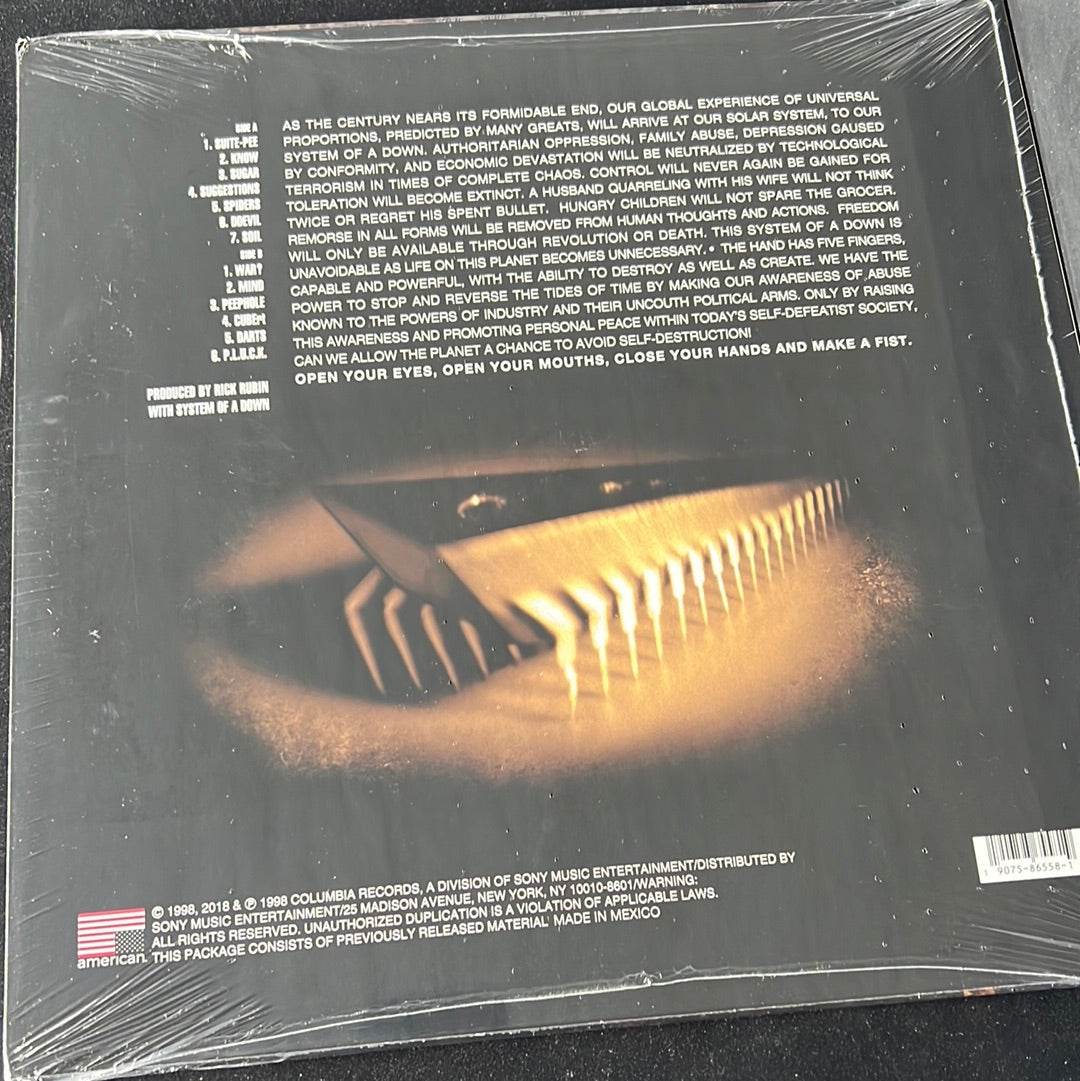 SIDE A
1. SUITE-PEE
2. KNOW
3. SUGAR
4. SUGGESTIONS
5. SPIDERS
6. DDEVIL
7. SOIL
SIDE B
1. WAR?
2. MIND
3. PEEPHOLE
4. CUBErt
5. DARTS
6. P.L.U.C.K.
PRODUCED BY RICK RUBIN
WITH SYSTEM OF A DOWN
AS THE CENTURY NEARS ITS FORMIDABLE END, OUR GLOBAL EXPERIENCE OF UNIVERSAL
PROPORTIONS, PREDICTED BY MANY GREATS, WILL ARRIVE AT OUR SOLAR SYSTEM, TO OUR
SYSTEM OF A DOWN. AUTHORITARIAN OPPRESSION, FAMILY ABUSE, DEPRESSION CAUSED
BY CONFORMITY, AND ECONOMIC DEVASTATION WILL BE NEUTRALIZED BY TECHNOLOGICAL
TERRORISM IN TIMES OF COMPLETE CHAOS. CONTROL WILL NEVER AGAIN BE GAINED FOR
TOLERATION WILL BECOME EXTINCT. A HUSBAND QUARRELING WITH HIS WIFE WILL NOT THINK
TWICE OR REGRET HIS SPENT BULLET. HUNGRY CHILDREN WILL NOT SPARE THE GROCER.
REMORSE IN ALL FORMS WILL BE REMOVED FROM HUMAN THOUGHTS AND ACTIONS. FREEDOM
WILL ONLY BE AVAILABLE THROUGH REVOLUTION OR DEATH. THIS SYSTEM OF A DOWN IS
UNAVOIDABLE AS LIFE ON THIS PLANET BECOMES UNNECESSARY. • THE HAND HAS FIVE FINGERS,
CAPABLE AND POWERFUL, WITH THE ABILITY TO DESTROY AS WELL AS CREATE. WE HAVE THE
POWER TO STOP AND REVERSE THE TIDES OF TIME BY MAKING OUR AWARENESS OF ABUSE
KNOWN TO THE POWERS OF INDUSTRY AND THEIR UNCOUTH POLITICAL ARMS. ONLY BY RAISING
THIS AWARENESS AND PROMOTING PERSONAL PEACE WITHIN TODAY'S SELF-DEFEATIST SOCIETY,
CAN WE ALLOW THE PLANET A CHANCE TO AVOID SELF-DESTRUCTION!
OPEN YOUR EYES, OPEN YOUR MOUTHS, CLOSE YOUR HANDS AND MAKE A FIST.
1 9075-86558-1
© 1998, 2018 & ℗ 1998 COLUMBIA RECORDS, A DIVISION OF SONY MUSIC ENTERTAINMENT/DISTRIBUTED BY
SONY MUSIC ENTERTAINMENT/25 MADISON AVENUE, NEW YORK, NY 10010-8601/WARNING:
ALL RIGHTS RESERVED. UNAUTHORIZED DUPLICATION IS A VIOLATION OF APPLICABLE LAWS.
THIS PACKAGE CONSISTS OF PREVIOUSLY RELEASED MATERIAL MADE IN MEXICO
american.